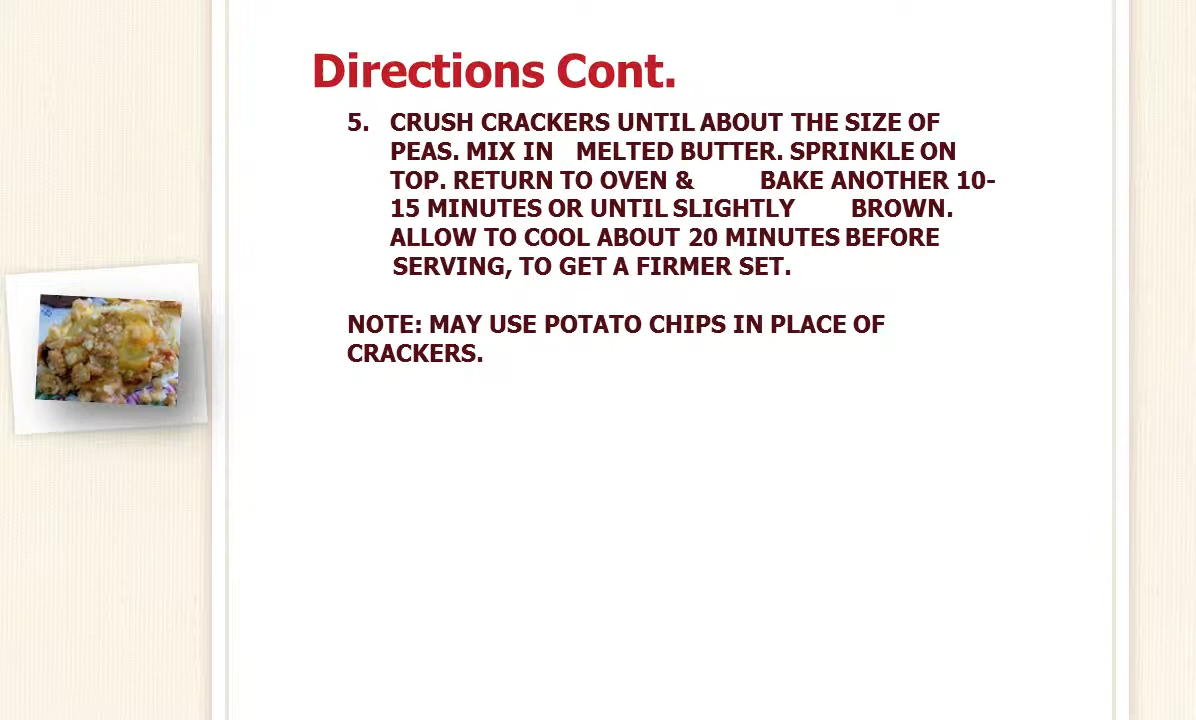 Directions Cont.
5. CRUSH CRACKERS UNTIL ABOUT THE SIZE OF
PEAS. MIX IN MELTED BUTTER. SPRINKLE ON
TOP. RETURN TO OVEN & BAKE ANOTHER 10-
15 MINUTES OR UNTIL SLIGHTLY BROWN.
ALLOW TO COOL ABOUT 20 MINUTES BEFORE
SERVING, TO GET A FIRMER SET.
NOTE: MAY USE POTATO CHIPS IN PLACE OF
CRACKERS.